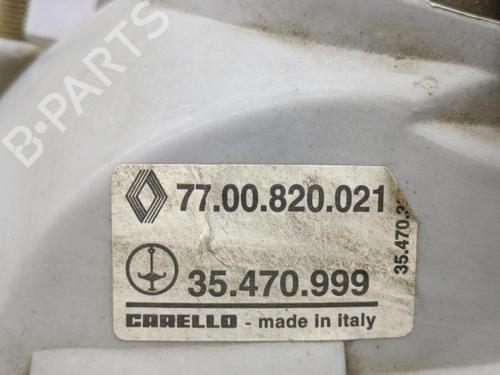 B-PARTS
77.00.820.021
35.470.999
CARELLO - made in italy